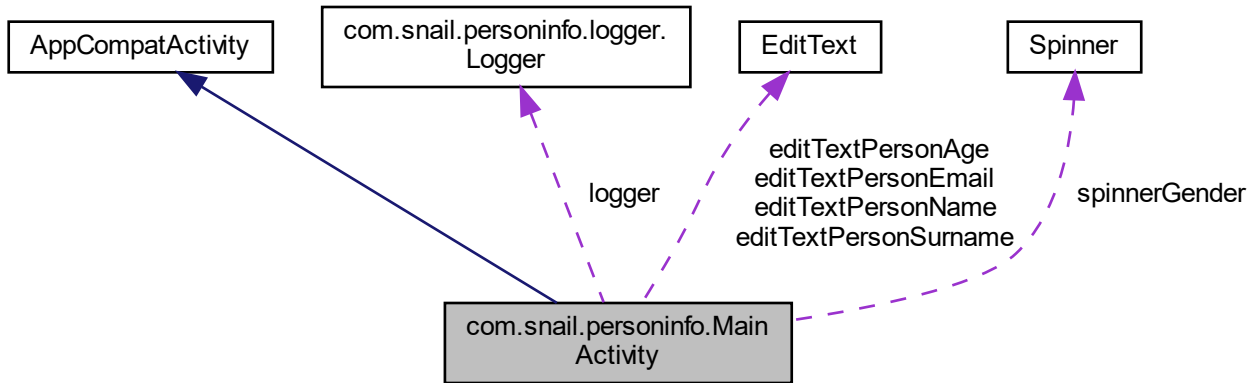 AppCompatActivity
com.snail.personinfo.logger.
Logger
EditText
Spinner
logger
editTextPersonAge
editTextPersonEmail
editTextPersonName
editTextPersonSurname
spinnerGender
com.snail.personinfo.Main
Activity